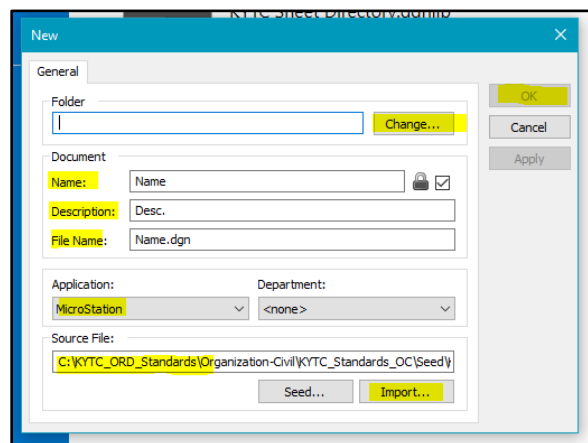 KYTC Sheet Directory.dgnlib
New
General
Folder
Change...
OK
Cancel
Apply
Document
Name: Name
Description: Desc.
File Name: Name.dgn
Application: Department:
MicroStation <none>
Source File:
C:\KYTC_ORD_Standards\Organization-Civil\KYTC_Standards_OC\Seed\
Seed... Import...